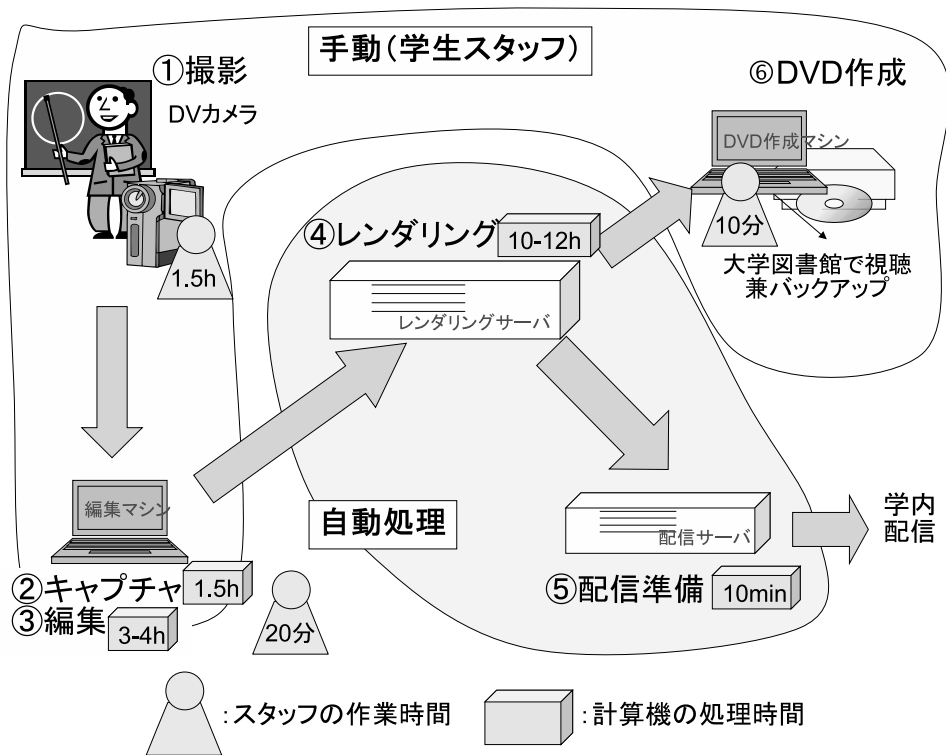 手動(学生スタッフ)
①撮影
DVカメラ
1.5h
⑥DVD作成
DVD作成マシン
10分
大学図書館で視聴
兼バックアップ
④レンダリング
10-12h
レンダリングサーバ
編集マシン
②キャプチャ
1.5h
③編集
3-4h
20分
自動処理
配信サーバ
⑤配信準備
10min
学内
配信
:スタッフの作業時間
:計算機の処理時間